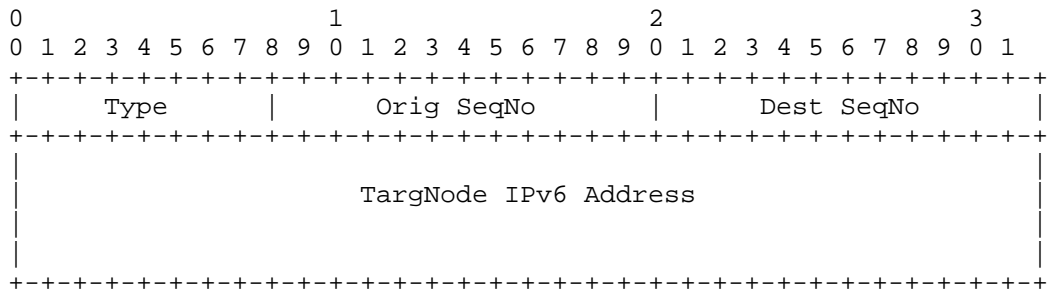 0                   1                   2                   3
0 1 2 3 4 5 6 7 8 9 0 1 2 3 4 5 6 7 8 9 0 1 2 3 4 5 6 7 8 9 0 1
+-+-+-+-+-+-+-+-+-+-+-+-+-+-+-+-+-+-+-+-+-+-+-+-+-+-+-+-+-+-+-+-+
|     Type      |      Orig SeqNo       |      Dest SeqNo       |
+-+-+-+-+-+-+-+-+-+-+-+-+-+-+-+-+-+-+-+-+-+-+-+-+-+-+-+-+-+-+-+-+
|                                                               |
|                     TargNode IPv6 Address                     |
|                                                               |
|                                                               |
+-+-+-+-+-+-+-+-+-+-+-+-+-+-+-+-+-+-+-+-+-+-+-+-+-+-+-+-+-+-+-+-+